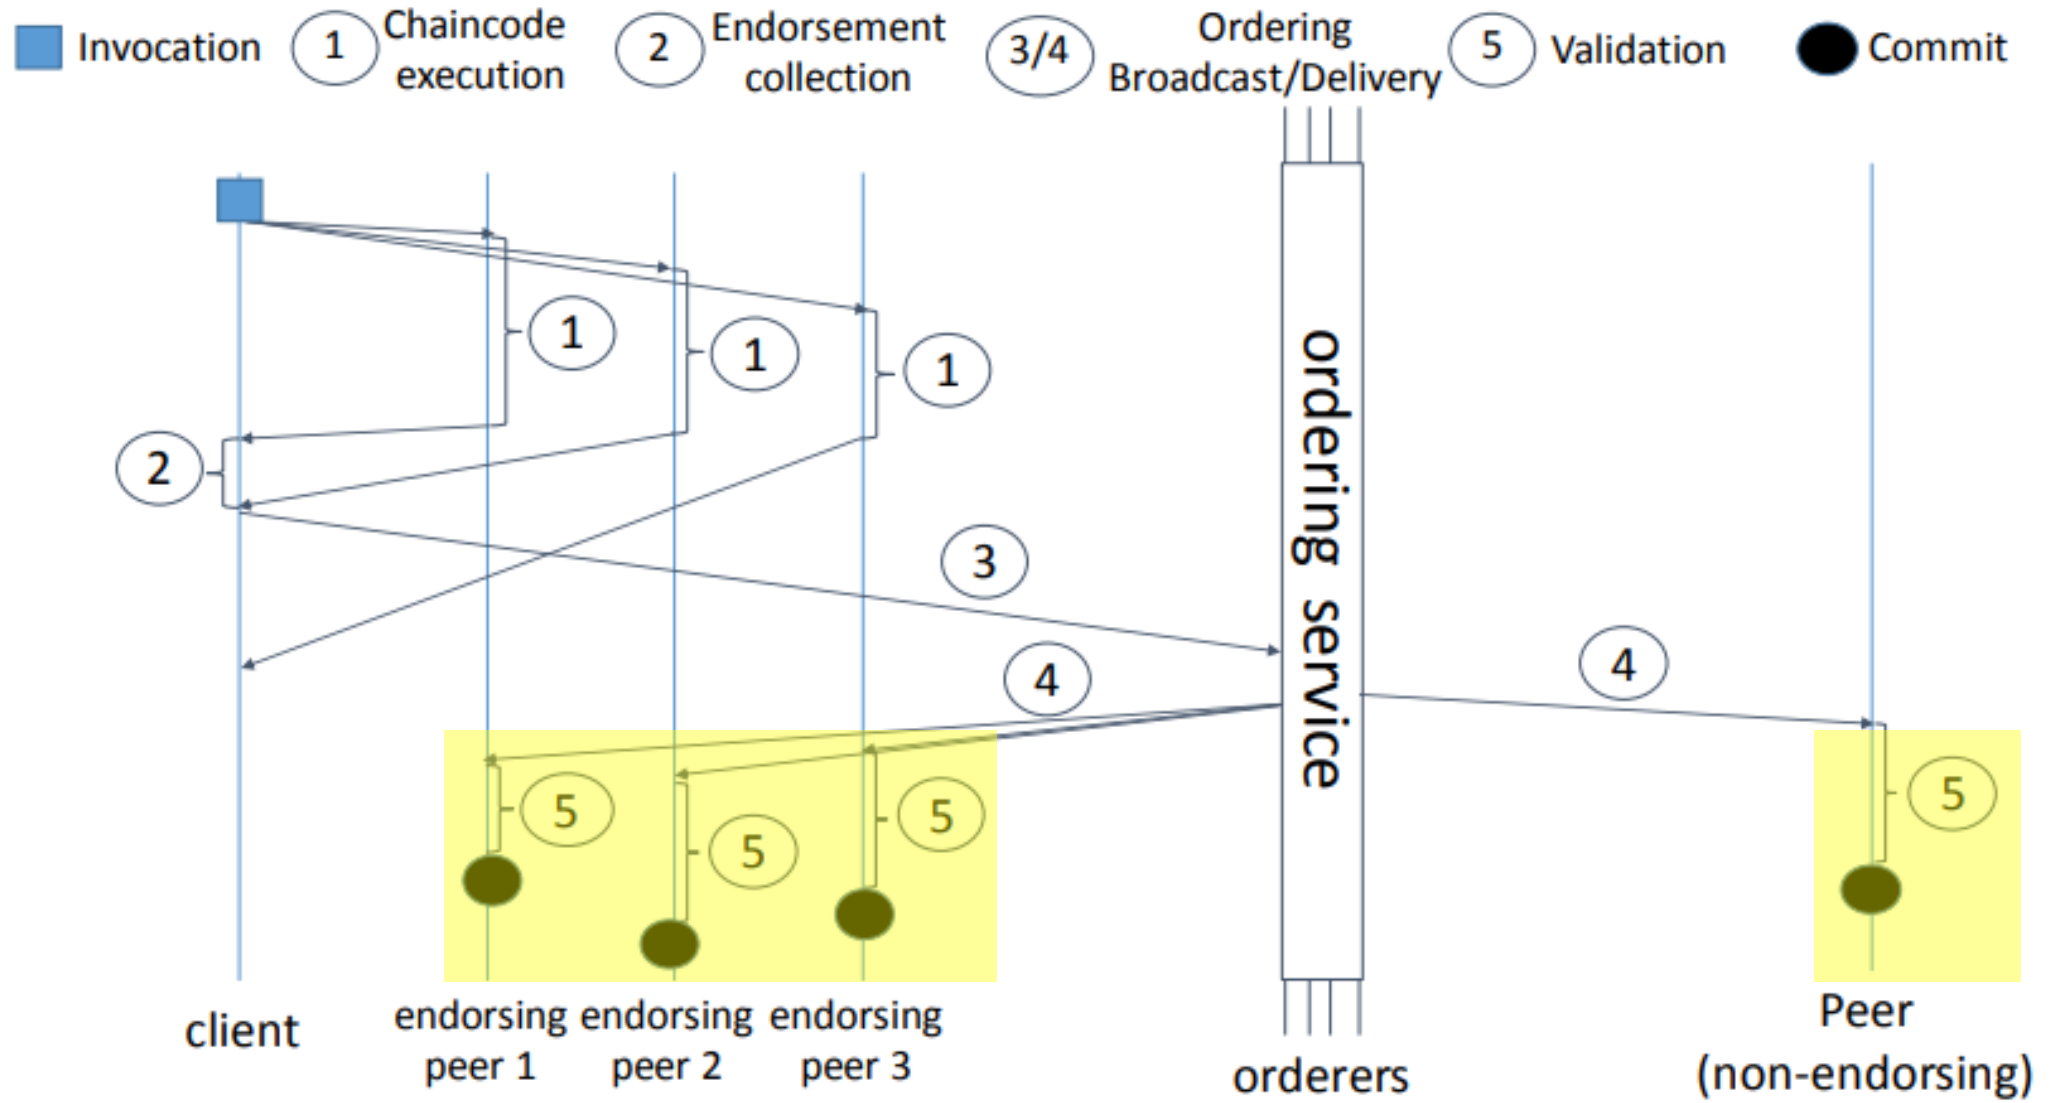 Invocation
1
Chaincode
execution
2
Endorsement
collection
3/4
Ordering
Broadcast/Delivery
5
Validation
Commit
1
1
1
2
3
4
4
5
5
5
5
ordering service
client
endorsing
peer 1
endorsing
peer 2
endorsing
peer 3
orderers
Peer
(non-endorsing)